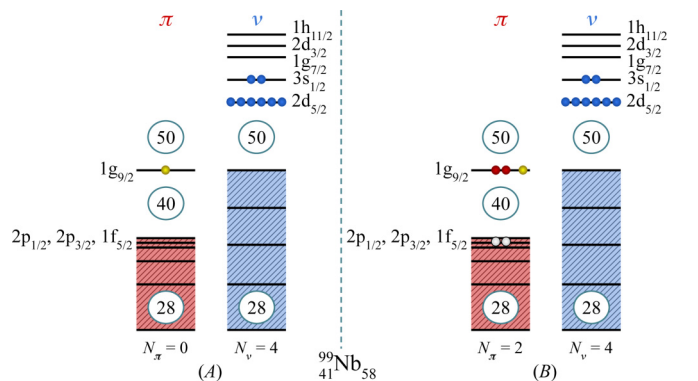 π ν π ν
1h11/2 1h11/2
2d3/2 2d3/2
1g7/2 1g7/2
3s1/2 3s1/2
2d5/2 2d5/2
50 50 50 50
1g9/2 1g9/2
40 40
2p1/2, 2p3/2, 1f5/2 2p1/2, 2p3/2, 1f5/2
28 28 28 28
Nπ = 0 Nν = 4 Nπ = 2 Nν = 4
(A) 99 41Nb58 (B)